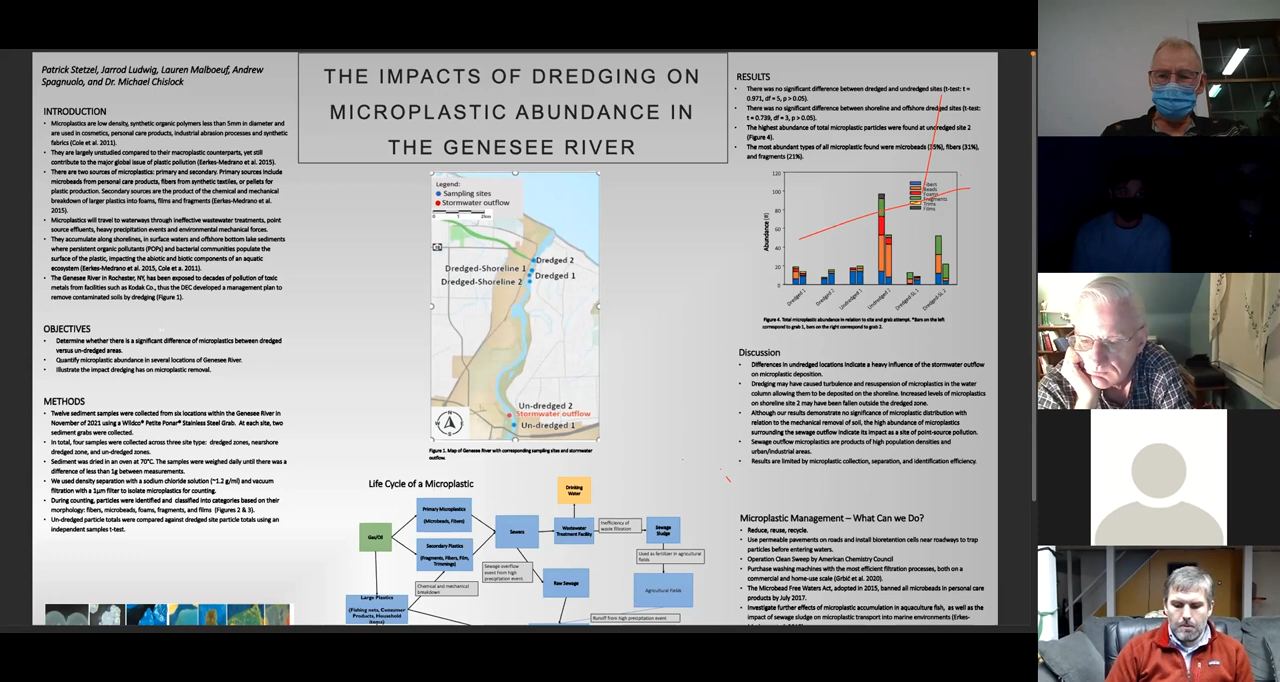 Patrick Stetzel, Jarrod Ludwig, Lauren Malboeuf, Andrew
Spagnuolo, and Dr. Michael Chislock
INTRODUCTION
Microplastics are low density, synthetic organic polymers less than 5mm in diameter and
are used in cosmetics, personal care products, industrial abrasion processes and synthetic
fabrics (Cole et al. 2011).
They are largely unstudied compared to their macroplastic counterparts, yet still
contribute to the major global issue of plastic pollution (Eerkes-Medrano et al. 2015).
There are two sources of microplastics: primary and secondary. Primary sources include
microbeads from personal care products, fibers from synthetic textiles, or pellets for
plastic production. Secondary sources are the product of the chemical and mechanical
breakdown of larger plastics into foams, films and fragments (Eerkes-Medrano et al.
2015).
Microplastics will travel to waterways through ineffective wastewater treatments, point
source effluents, heavy precipitation events and environmental mechanical forces.
They accumulate along shorelines, in surface waters and offshore bottom lake sediments
where persistent organic pollutants (POPs) and bacterial communities populate the
surface of the plastic, impacting the abiotic and biotic components of an aquatic
ecosystem (Eerkes-Medrano et al. 2015, Cole et al. 2011).
The Genesee River in Rochester, NY, has been exposed to decades of pollution of toxic
metals from facilities such as Kodak Co., thus the DEC developed a management plan to
remove contaminated soils by dredging (Figure 1).
OBJECTIVES
Determine whether there is a significant difference of microplastics between dredged
versus un-dredged areas.
Quantify microplastic abundance in several locations of Genesee River.
Illustrate the impact dredging has on microplastic removal.
METHODS
Twelve sediment samples were collected from six locations within the Genesee River in
November of 2021 using a Wildco® Petite Ponar® Stainless Steel Grab. At each site, two
sediment grabs were collected.
In total, four samples were collected across three site type: dredged zones, nearshore
dredged zone, and un-dredged zones.
Sediment was dried in an oven at 70°C. The samples were weighed daily until there was a
difference of less than 1g between measurements.
We used density separation with a sodium chloride solution (~1.2 g/ml) and vacuum
filtration with a 1µm filter to isolate microplastics for counting.
During counting, particles were identified and classified into categories based on their
morphology: fibers, microbeads, foams, fragments, and films (Figures 2 & 3).
Un-dredged particle totals were compared against dredged site particle totals using an
independent samples t-test.
THE IMPACTS OF DREDGING ON
MICROPLASTIC ABUNDANCE IN
THE GENESEE RIVER
Legend:
Sampling sites
Stormwater outflow
0 1 2km
Dredged 2
Dredged-Shoreline 1
Dredged 1
Dredged-Shoreline 2
Un-dredged 2
Stormwater outflow
Un-dredged 1
N
Figure 1. Map of Genesee River with corresponding sampling sites and stormwater
outflow.
Life Cycle of a Microplastic
Drinking
Water
Primary Microplastics
(Microbeads, Fibers)
Gas/Oil
Sewers
Wastewater
Treatment Facility
Inefficiency of
waste filtration
Sewage
Sludge
Secondary Plastics
(Fragments, Fibers, Film,
Trimmings)
Used as fertilizer in agricultural
fields
Sewage overflow
event from high
precipitation event
Chemical and mechanical
breakdown
Raw Sewage
Agricultural Fields
Large Plastics
(Fishing nets, Consumer
Products, Household
items)
Runoff from high precipitation event
RESULTS
There was no significant difference between dredged and undredged sites (t-test: t =
0.971, df = 5, p > 0.05).
There was no significant difference between shoreline and offshore dredged sites (t-test:
t = 0.739, df = 3, p > 0.05).
The highest abundance of total microplastic particles were found at undredged site 2
(Figure 4).
The most abundant types of all microplastic found were microbeads (35%), fibers (31%),
and fragments (21%).
120
100
80
60
40
20
0
Abundance (#)
Fibers
Beads
Foams
Fragments
Trims
Films
Dredged-1
Dredged-2
Undredged-1
Undredged-2
Dredged-SL 1
Dredged-SL 2
Figure 4. Total microplastic abundance in relation to site and grab attempt. *Bars on the left
correspond to grab 1, bars on the right correspond to grab 2.
Discussion
Differences in undredged locations indicate a heavy influence of the stormwater outflow
on microplastic deposition.
Dredging may have caused turbulence and resuspension of microplastics in the water
column allowing them to be deposited on the shoreline. Increased levels of microplastics
on shoreline site 2 may have been fallen outside the dredged zone.
Although our results demonstrate no significance of microplastic distribution with
relation to the mechanical removal of soil, the high abundance of microplastics
surrounding the sewage outflow indicate its impact as a site of point-source pollution.
Sewage outflow microplastics are products of high population densities and
urban/industrial areas.
Results are limited by microplastic collection, separation, and identification efficiency.
Microplastic Management – What Can we Do?
Reduce, reuse, recycle.
Use permeable pavements on roads and install bioretention cells near roadways to trap
particles before entering waters.
Operation Clean Sweep by American Chemistry Council
Purchase washing machines with the most efficient filtration processes, both on a
commercial and home-use scale (Grbić et al. 2020).
The Microbead Free Waters Act, adopted in 2015, banned all microbeads in personal care
products by July 2017.
Investigate further effects of microplastic accumulation in aquaculture fish, as well as the
impact of sewage sludge on microplastic transport into marine environments (Erkes-